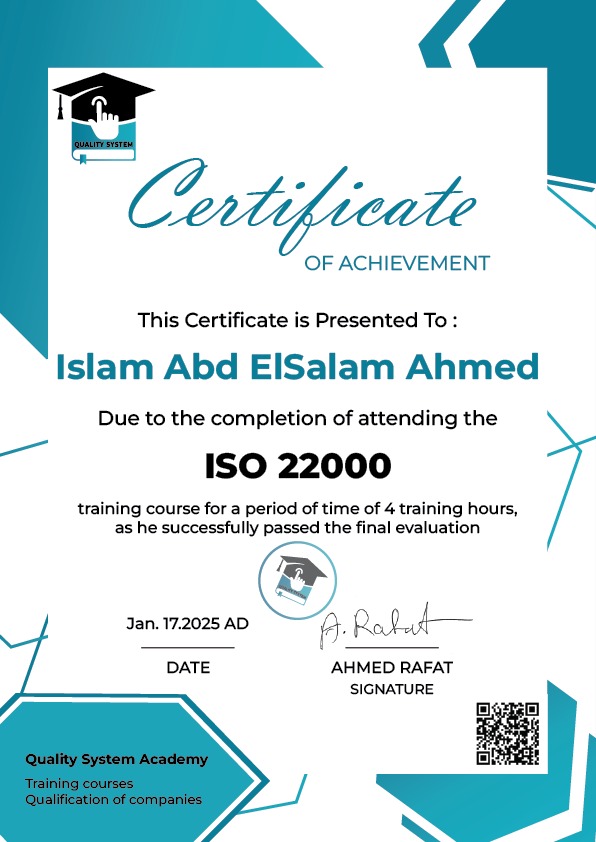 QUALITY SYSTEM
Certificate
OF ACHIEVEMENT
This Certificate is Presented To :
Islam Abd ElSalam Ahmed
Due to the completion of attending the
ISO 22000
training course for a period of time of 4 training hours,
as he successfully passed the final evaluation
QUALITY SYSTEM
Jan. 17.2025 AD
A. Rafat
DATE
AHMED RAFAT
SIGNATURE
Quality System Academy
Training courses
Qualification of companies